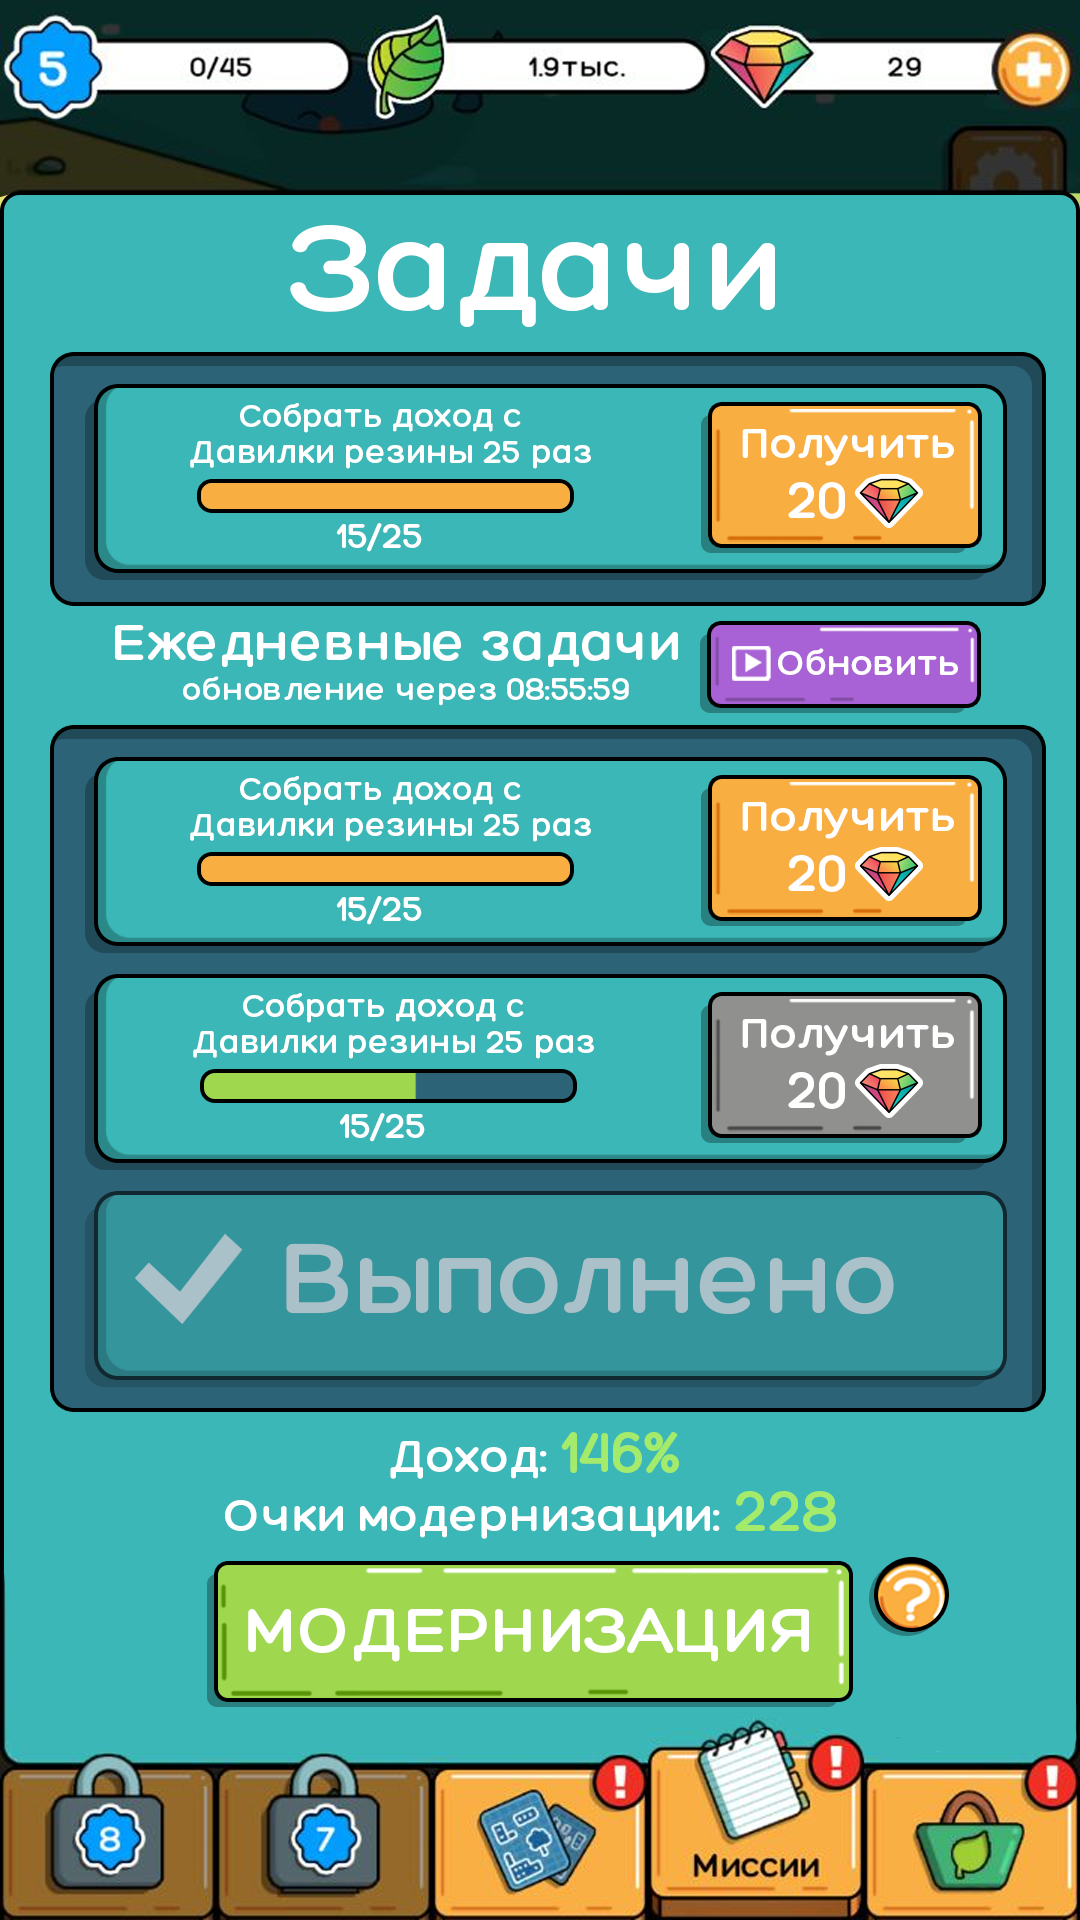 5
0/45
1.9тыс.
29
Задачи
Собрать доход с
Давилки резины 25 раз
15/25
Получить
20
Ежедневные задачи
обновление через 08:55:59
Обновить
Собрать доход с
Давилки резины 25 раз
15/25
Получить
20
Собрать доход с
Давилки резины 25 раз
15/25
Получить
20
Выполнено
Доход: 146%
Очки модернизации: 228
МОДЕРНИЗАЦИЯ
?
8
7
!
!
Миссии
!